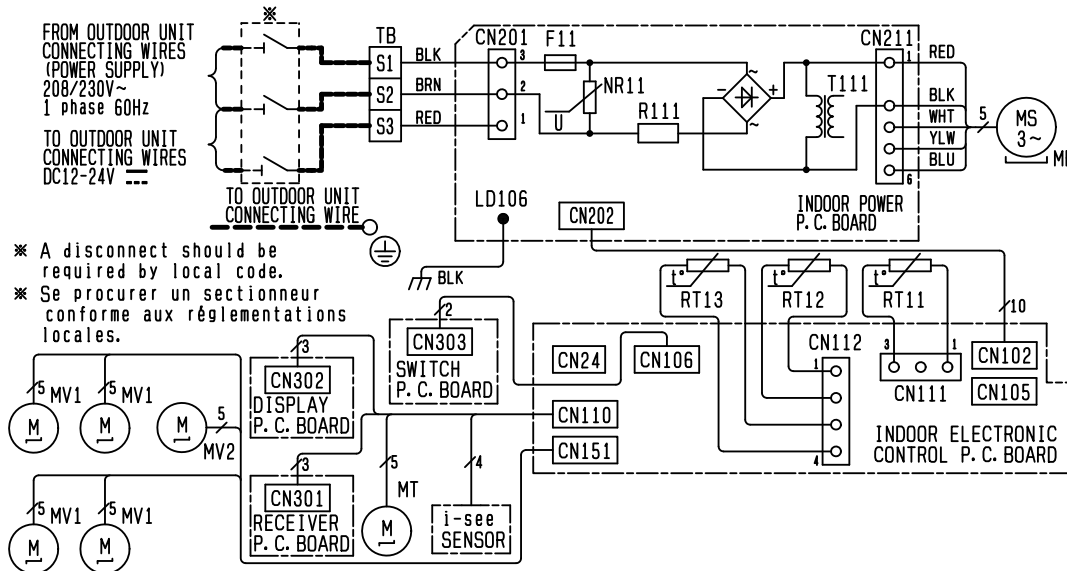 ※
FROM OUTDOOR UNIT
CONNECTING WIRES
(POWER SUPPLY)
208/230V~
1 phase 60Hz
TO OUTDOOR UNIT
CONNECTING WIRES
DC12-24V
TB
S1
S2
S3
BLK
BRN
RED
CN201
3
2
1
F11
NR11
U
R111
~
~
-
+
T111
CN211
1
6
RED
BLK
WHT
YLW
BLU
5
MS
3~
TO OUTDOOR UNIT
CONNECTING WIRE
LD106
BLK
CN202
INDOOR POWER
P.C.BOARD
※ A disconnect should be
required by local code.
※ Se procurer un sectionneur
conforme aux réglementations
locales.
t°
RT13
t°
RT12
t°
RT11
10
2
CN303
SWITCH
P.C.BOARD
3
CN302
DISPLAY
P.C.BOARD
3
CN301
RECEIVER
P.C.BOARD
CN24
CN106
CN110
CN151
CN112
1
4
3
1
CN111
CN102
CN105
INDOOR ELECTRONIC
CONTROL P.C.BOARD
5 MV1
M
5 MV1
M
M
5
MV2
5 MV1
M
5 MV1
M
5
MT
M
4
i-see
SENSOR